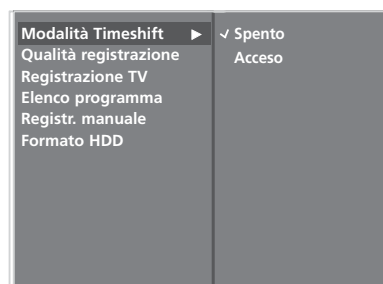 Modalità Timeshift ►
Qualità registrazione
Registrazione TV
Elenco programma
Registr. manuale
Formato HDD
✓ Spento
Acceso